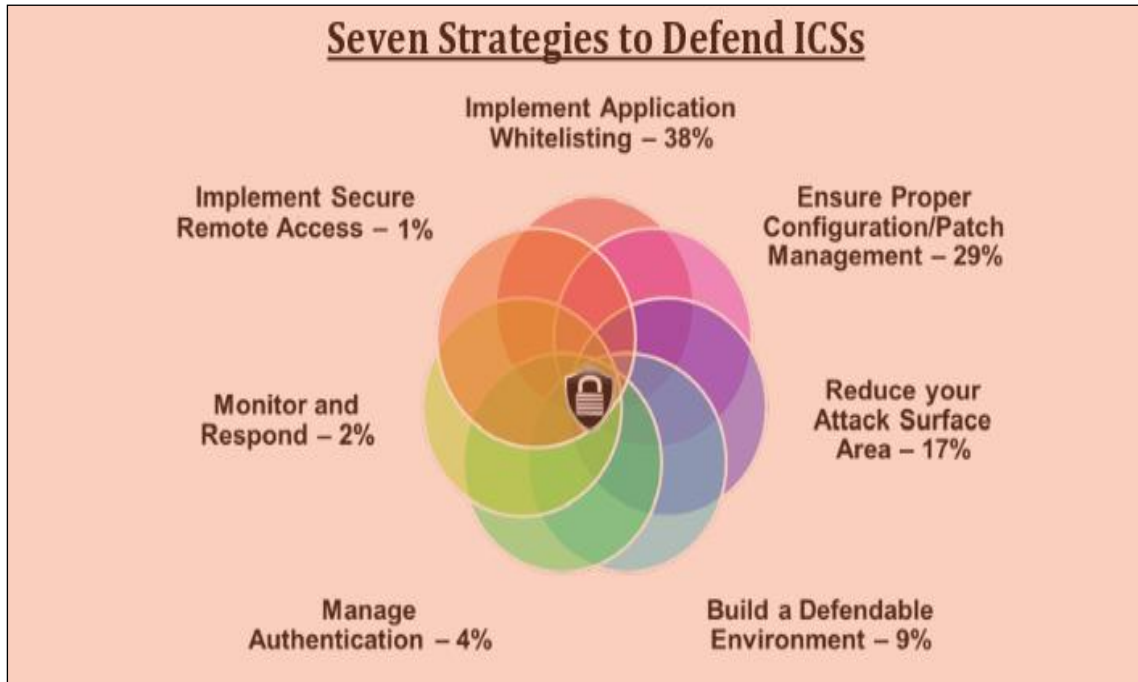 Seven Strategies to Defend ICSs
Implement Application
Whitelisting – 38%
Ensure Proper
Configuration/Patch
Management – 29%
Reduce your
Attack Surface
Area – 17%
Build a Defendable
Environment – 9%
Manage
Authentication – 4%
Monitor and
Respond – 2%
Implement Secure
Remote Access – 1%